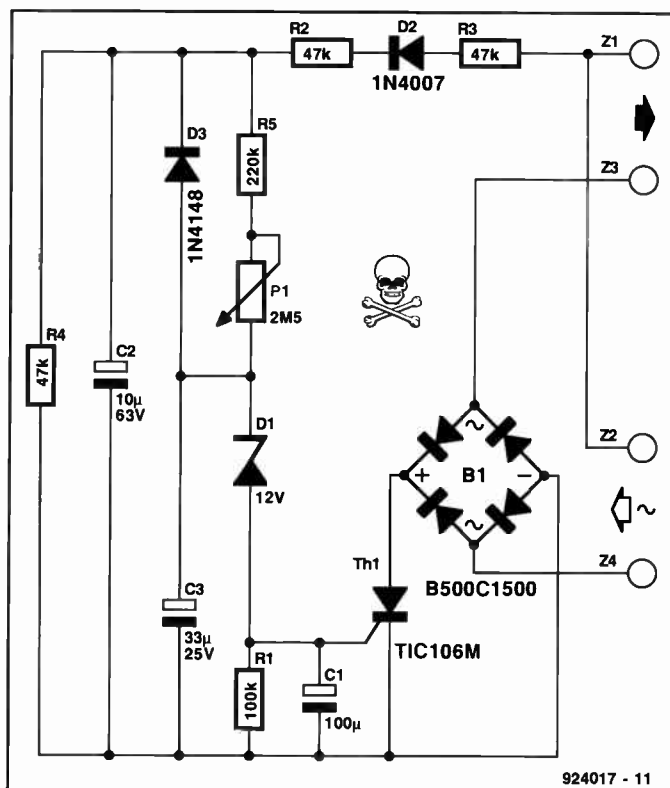 R2
47k
D2
1N4007
R3
47k
Z1
D3
1N4148
R5
220k
Z3
P1
2M5
R4
47k
C2
10µ
63V
D1
12V
~
+
B1
−
~
Z2
~
Th1
B500C1500
Z4
C3
33µ
25V
TIC106M
R1
100k
C1
100µ
924017 - 11